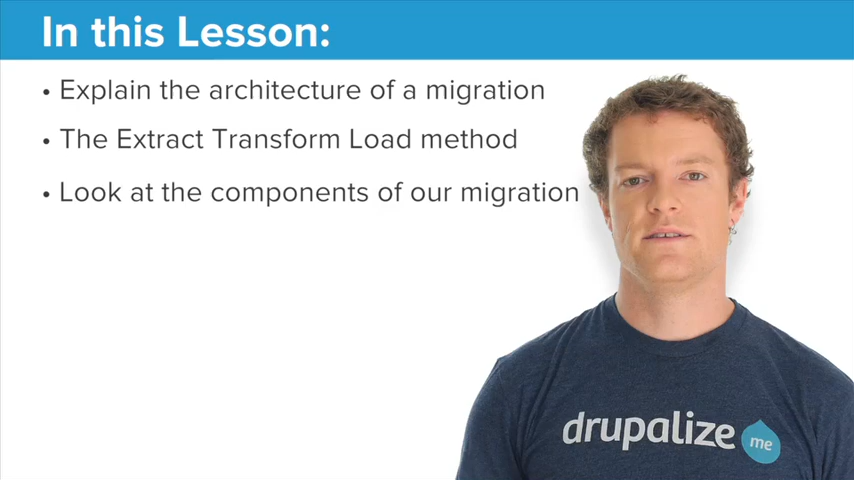 In this Lesson:
• Explain the architecture of a migration
• The Extract Transform Load method
• Look at the components of our migration
drupalize me